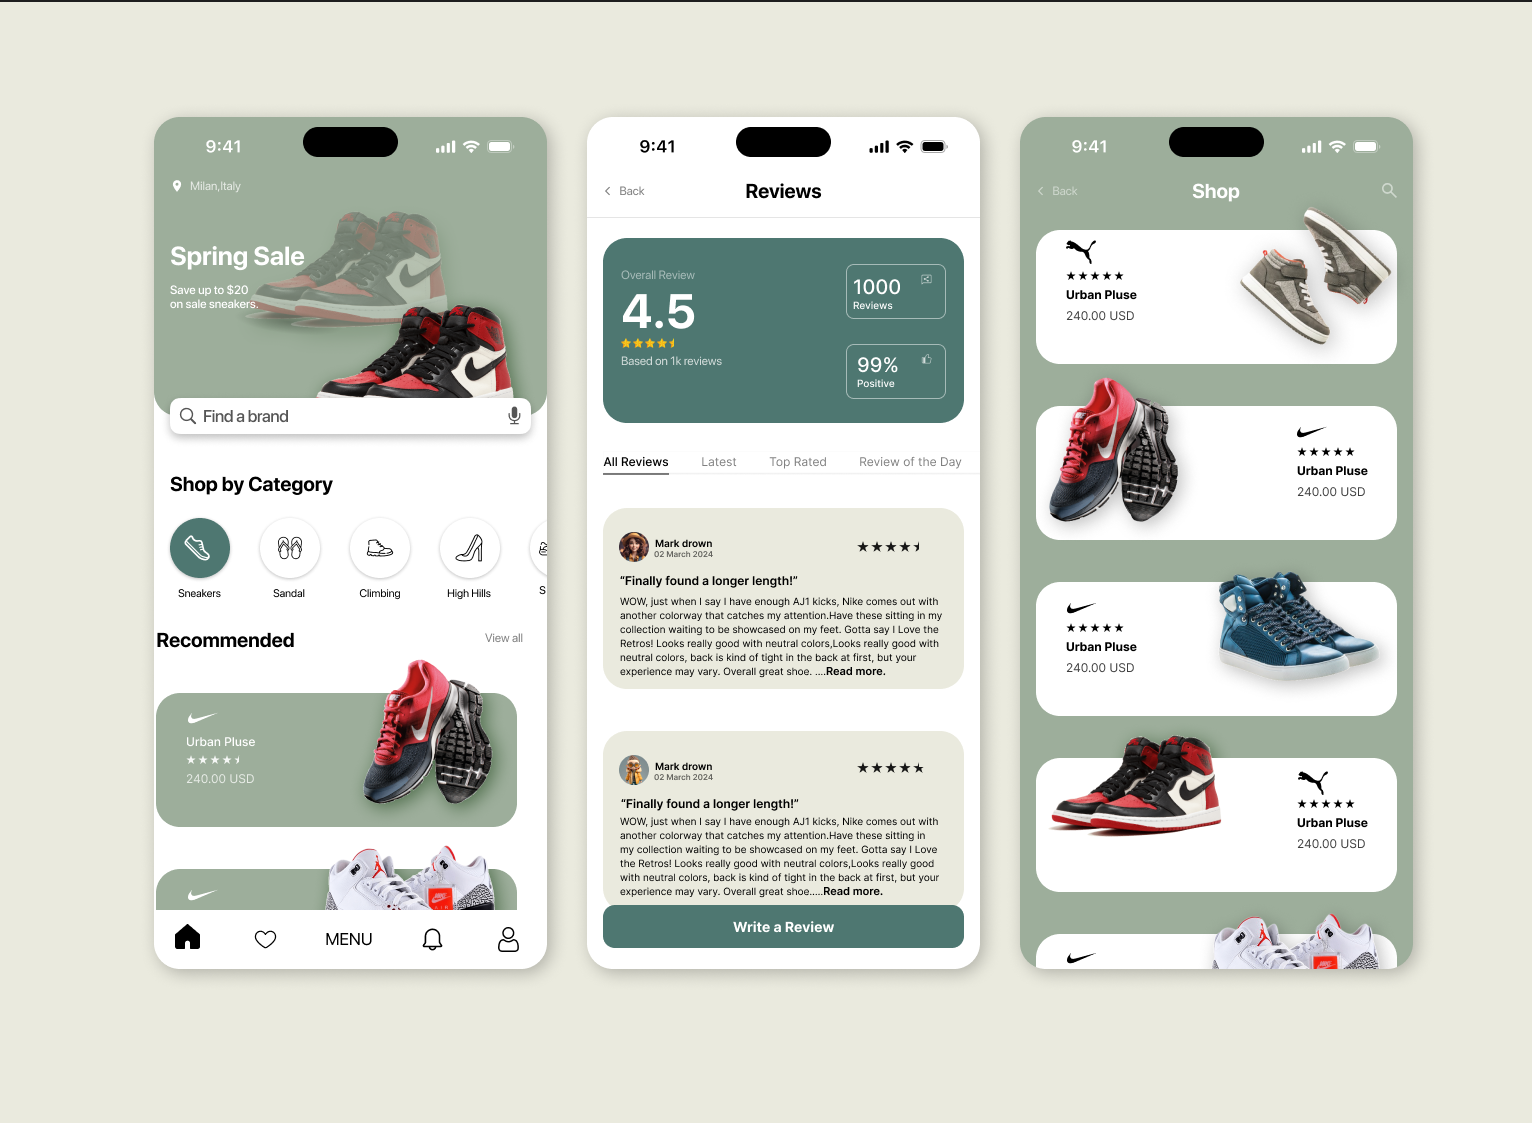 9:41
Milan,Italy
Spring Sale
Save up to $20
on sale sneakers.
Find a brand
Shop by Category
Sneakers
Sandal
Climbing
High Hills
S
Recommended
View all
Urban Pluse
240.00 USD
MENU
9:41
Back
Reviews
Overall Review
4.5
Based on 1k reviews
1000
Reviews
99%
Positive
All Reviews
Latest
Top Rated
Review of the Day
Mark drown
02 March 2024
“Finally found a longer length!”
WOW, just when I say I have enough AJ1 kicks, Nike comes out with
another colorway that catches my attention.Have these sitting in my
collection waiting to be showcased on my feet. Gotta say I Love the
Retros! Looks really good with neutral colors,Looks really good with
neutral colors, back is kind of tight in the back at first, but your
experience may vary. Overall great shoe. ....Read more.
Mark drown
02 March 2024
“Finally found a longer length!”
WOW, just when I say I have enough AJ1 kicks, Nike comes out with
another colorway that catches my attention.Have these sitting in
my collection waiting to be showcased on my feet. Gotta say I Love
the Retros! Looks really good with neutral colors,Looks really good
with neutral colors, back is kind of tight in the back at first, but your
experience may vary. Overall great shoe.....Read more.
Write a Review
9:41
Back
Shop
Urban Pluse
240.00 USD
Urban Pluse
240.00 USD
Urban Pluse
240.00 USD
Urban Pluse
240.00 USD